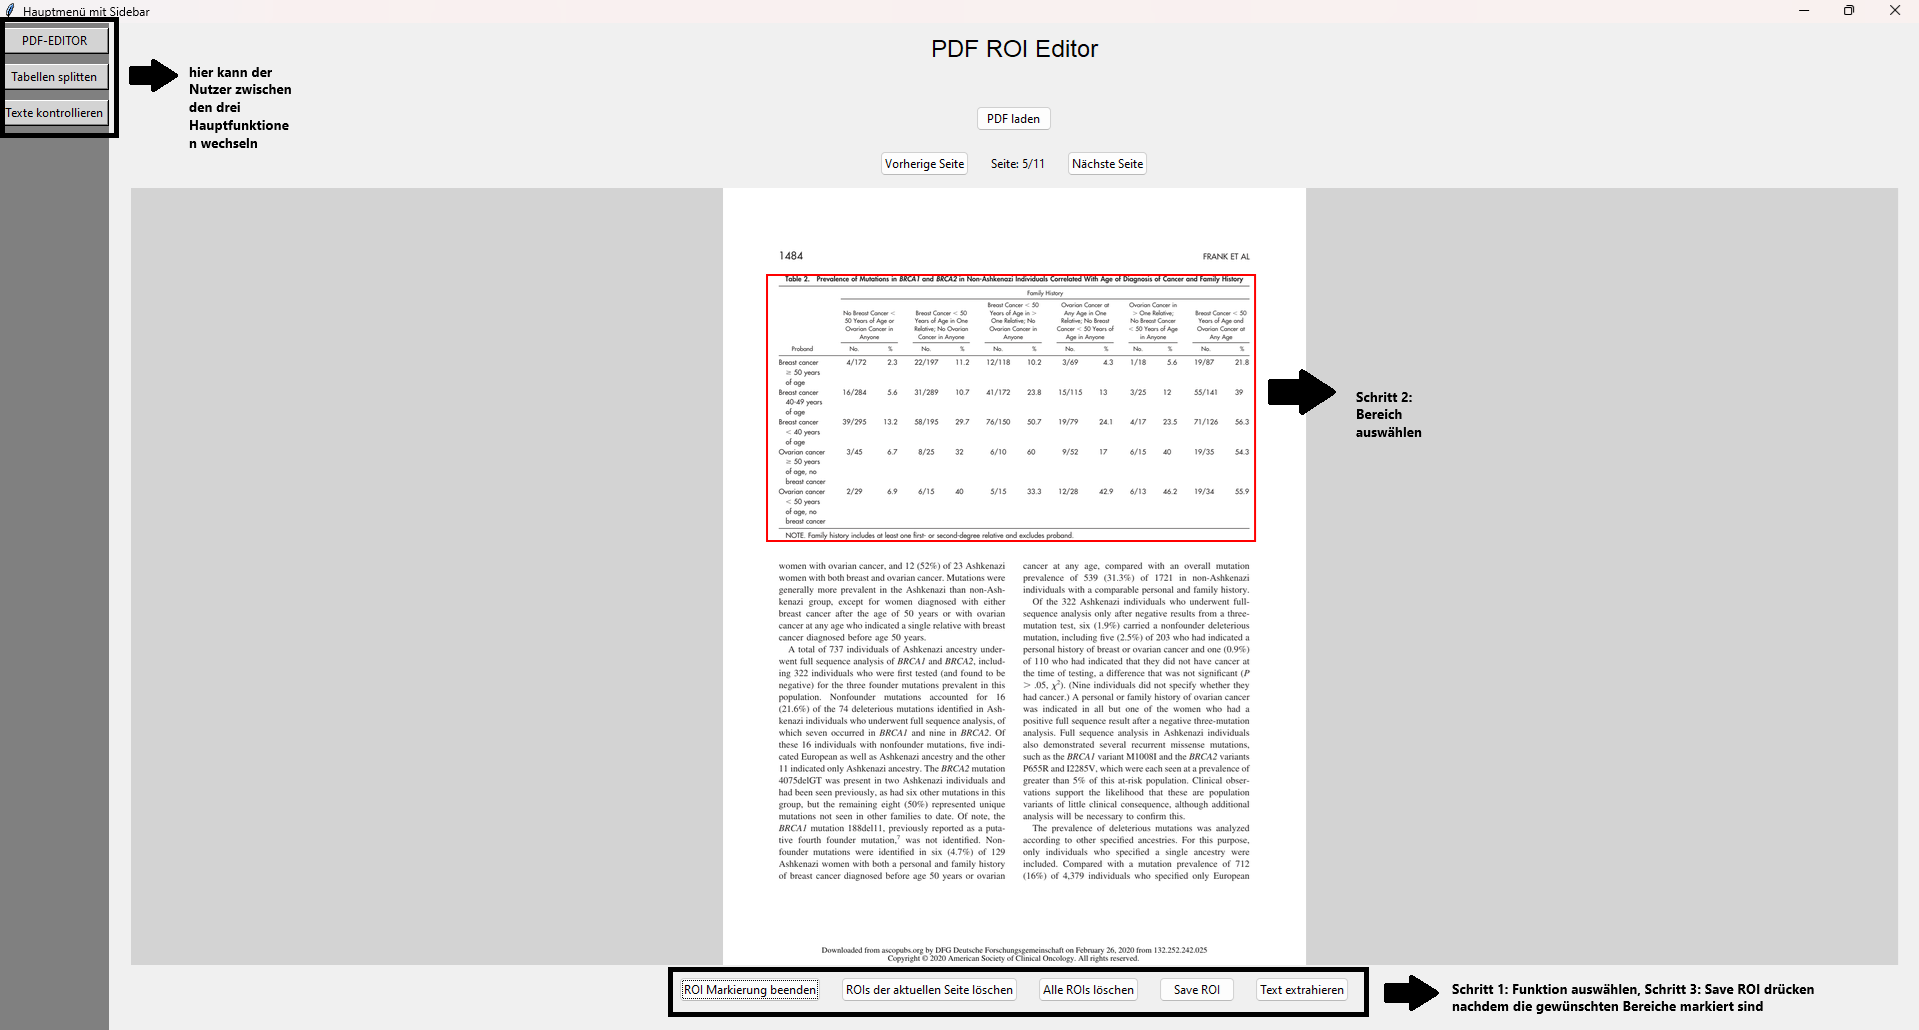 Hauptmenü mit Sidebar
PDF-EDITOR
Tabellen splitten
Texte kontrollieren
hier kann der
Nutzer zwischen
den drei
Hauptfunktione
n wechseln
PDF ROI Editor
PDF laden
Vorherige Seite Seite: 5/11 Nächste Seite
1484 FRANK ET AL
Table 2. Prevalence of Mutations in BRCA1 and BRCA2 in Non-Ashkenazi Individuals Correlated With Age of Diagnosis of Cancer and Family History
Family History
Breast Cancer < 50 Ovarian Cancer at Ovarian Cancer in
No Breast Cancer < Breast Cancer < 50 Years of Age in > Any Age in One > One Relative; Breast Cancer < 50
50 Years of Age or Years of Age in One One Relative; No Relative; No Breast No Breast Cancer Years of Age and
Ovarian Cancer in Relative; No Ovarian Ovarian Cancer in Cancer < 50 Years of < 50 Years of Age Ovarian Cancer at
Anyone Cancer in Anyone Anyone Age in Anyone in Anyone Any Age
Proband No. % No. % No. % No. % No. % No. %
Breast cancer 4/172 2.3 22/197 11.2 12/118 10.2 3/69 4.3 1/18 5.6 19/87 21.8
≥ 50 years
of age
Breast cancer 16/284 5.6 31/289 10.7 41/172 23.8 15/115 13 3/25 12 55/141 39
40-49 years
of age
Breast cancer 39/295 13.2 58/195 29.7 76/150 50.7 19/79 24.1 4/17 23.5 71/126 56.3
< 40 years
of age
Ovarian cancer 3/45 6.7 8/25 32 6/10 60 9/52 17 6/15 40 19/35 54.3
≥ 50 years
of age, no
breast cancer
Ovarian cancer 2/29 6.9 6/15 40 5/15 33.3 12/28 42.9 6/13 46.2 19/34 55.9
< 50 years
of age, no
breast cancer
NOTE. Family history includes at least one first- or second-degree relative and excludes proband.
Schritt 2:
Bereich
auswählen
women with ovarian cancer, and 12 (52%) of 23 Ashkenazi
women with both breast and ovarian cancer. Mutations were
generally more prevalent in the Ashkenazi than non-Ash-
kenazi group, except for women diagnosed with either
breast cancer after the age of 50 years or with ovarian
cancer at any age who indicated a single relative with breast
cancer diagnosed before age 50 years.
A total of 737 individuals of Ashkenazi ancestry under-
went full sequence analysis of BRCA1 and BRCA2, includ-
ing 322 individuals who were first tested (and found to be
negative) for the three founder mutations prevalent in this
population. Nonfounder mutations accounted for 16
(21.6%) of the 74 deleterious mutations identified in Ash-
kenazi individuals who underwent full sequence analysis, of
which seven occurred in BRCA1 and nine in BRCA2. Of
these 16 individuals with nonfounder mutations, five indi-
cated European as well as Ashkenazi ancestry and the other
11 indicated only Ashkenazi ancestry. The BRCA2 mutation
4075delGT was present in two Ashkenazi individuals and
had been seen previously, as had six other mutations in this
group, but the remaining eight (50%) represented unique
mutations not seen in other families to date. Of note, the
BRCA1 mutation 188del11, previously reported as a puta-
tive fourth founder mutation,7 was not identified. Non-
founder mutations were identified in six (4.7%) of 129
Ashkenazi women with both a personal and family history
of breast cancer diagnosed before age 50 years or ovarian
cancer at any age, compared with an overall mutation
prevalence of 539 (31.3%) of 1721 in non-Ashkenazi
individuals with a comparable personal and family history.
Of the 322 Ashkenazi individuals who underwent full-
sequence analysis only after negative results from a three-
mutation test, six (1.9%) carried a nonfounder deleterious
mutation, including five (2.5%) of 203 who had indicated a
personal history of breast or ovarian cancer and one (0.9%)
of 110 who had indicated that they did not have cancer at
the time of testing, a difference that was not significant (P
> .05, χ2). (Nine individuals did not specify whether they
had cancer.) A personal or family history of ovarian cancer
was indicated in all but one of the women who had a
positive full sequence result after a negative three-mutation
analysis. Full sequence analysis in Ashkenazi individuals
also demonstrated several recurrent missense mutations,
such as the BRCA1 variant M1008I and the BRCA2 variants
P655R and I2285V, which were each seen at a prevalence of
greater than 5% of this at-risk population. Clinical obser-
vations support the likelihood that these are population
variants of little clinical consequence, although additional
analysis will be necessary to confirm this.
The prevalence of deleterious mutations was analyzed
according to other specified ancestries. For this purpose,
only individuals who specified a single ancestry were
included. Compared with a mutation prevalence of 712
(16%) of 4,379 individuals who specified only European
Downloaded from ascopubs.org by DFG Deutsche Forschungsgemeinschaft on February 26, 2020 from 132.252.242.025
Copyright © 2020 American Society of Clinical Oncology. All rights reserved.
ROI Markierung beenden ROIs der aktuellen Seite löschen Alle ROIs löschen Save ROI Text extrahieren
Schritt 1: Funktion auswählen, Schritt 3: Save ROI drücken
nachdem die gewünschten Bereiche markiert sind